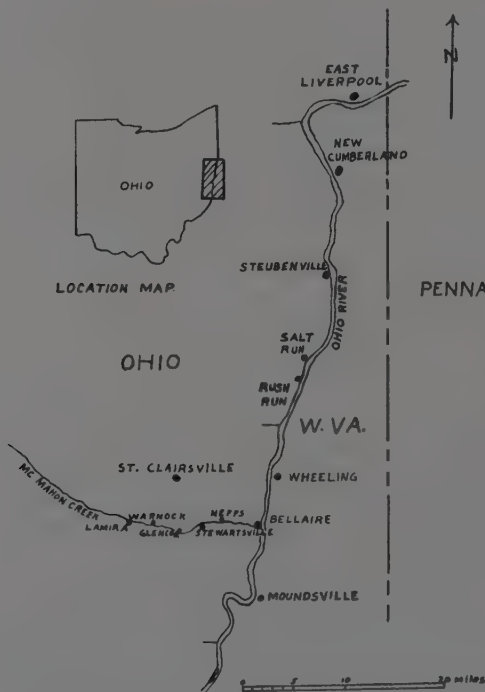 N
EAST
LIVERPOOL
NEW
CUMBERLAND
OHIO
LOCATION MAP.
STEUBENVILLE
OHIO RIVER
PENNA
SALT
RUN
OHIO
RUSH
RUN
W. VA.
ST. CLAIRSVILLE
WHEELING
MC MAHON CREEK
WARNOCK
NEFFS
BELLAIRE
LAMIRA
GLENCOE
STEWARTSVILLE
MOUNDSVILLE
0 5 10 20 miles